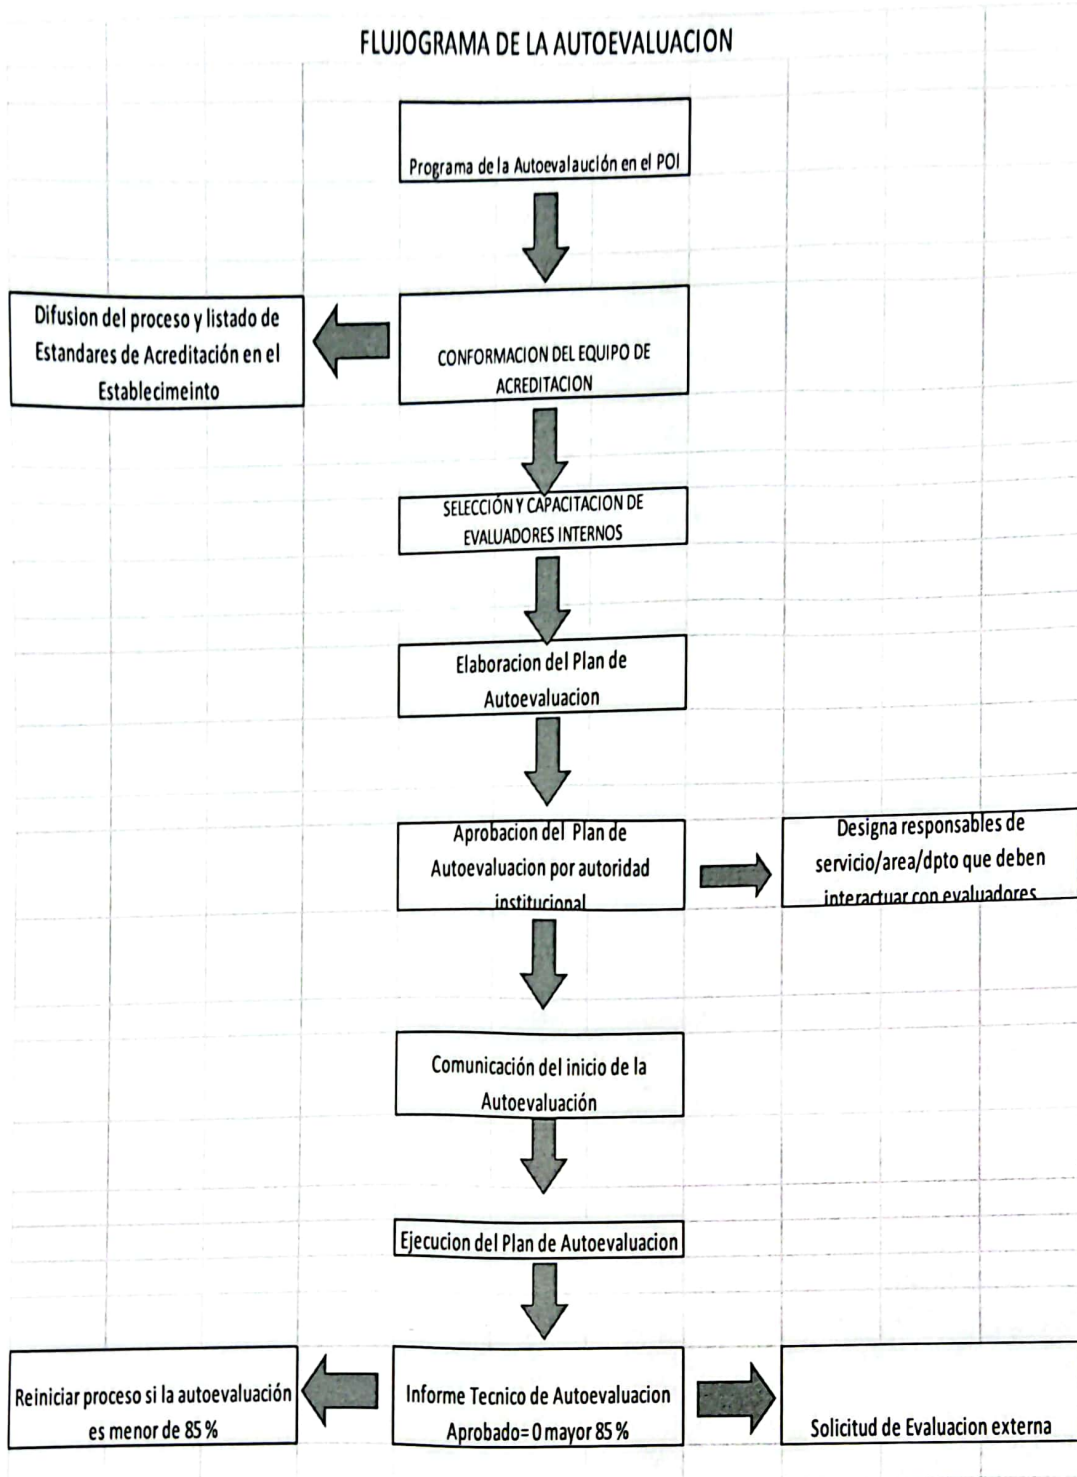 FLUJOGRAMA DE LA AUTOEVALUACION
Programa de la Autoevalaución en el POI
Difusion del proceso y listado de
Estandares de Acreditación en el
Establecimeinto
CONFORMACION DEL EQUIPO DE
ACREDITACION
SELECCIÓN Y CAPACITACION DE
EVALUADORES INTERNOS
Elaboracion del Plan de
Autoevaluacion
Aprobacion del Plan de
Autoevaluacion por autoridad
institucional
Designa responsables de
servicio/area/dpto que deben
interactuar con evaluadores
Comunicación del inicio de la
Autoevaluación
Ejecucion del Plan de Autoevaluacion
Reiniciar proceso si la autoevaluación
es menor de 85 %
Informe Tecnico de Autoevaluacion
Aprobado= 0 mayor 85 %
Solicitud de Evaluacion externa